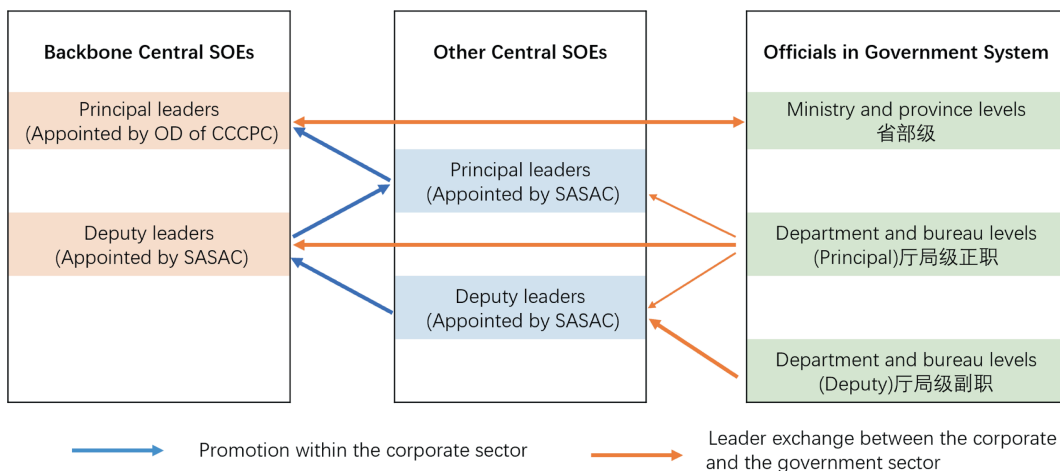 Backbone Central SOEs
Principal leaders
(Appointed by OD of CCCPC)
Deputy leaders
(Appointed by SASAC)
Other Central SOEs
Principal leaders
(Appointed by SASAC)
Deputy leaders
(Appointed by SASAC)
Officials in Government System
Ministry and province levels
省部级
Department and bureau levels
(Principal)厅局级正职
Department and bureau levels
(Deputy)厅局级副职
Promotion within the corporate sector
Leader exchange between the corporate
and the government sector